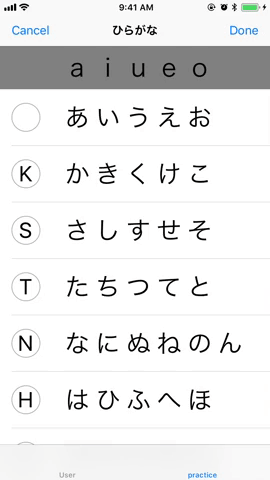 9:41 AM
Cancel ひらがな Done
a i u e o
あ い う え お
K か き く け こ
S さ し す せ そ
T た ち つ て と
N な に ぬ ね の ん
H は ひ ふ へ ほ
User practice